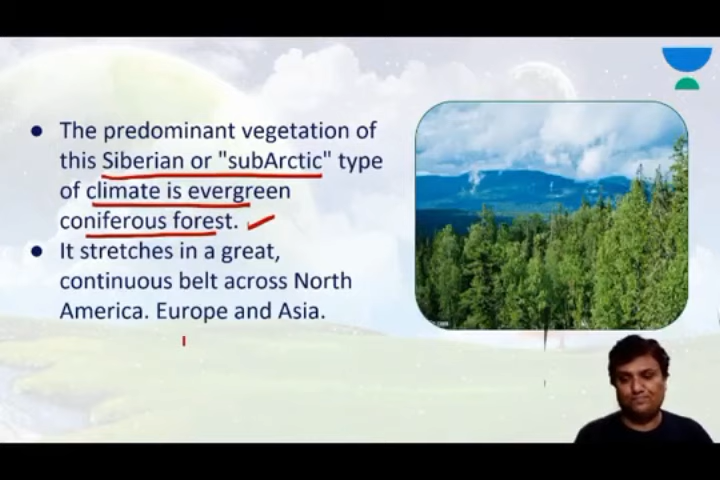 ● The predominant vegetation of
this Siberian or "subArctic" type
of climate is evergreen
coniferous forest.
● It stretches in a great,
continuous belt across North
America. Europe and Asia.